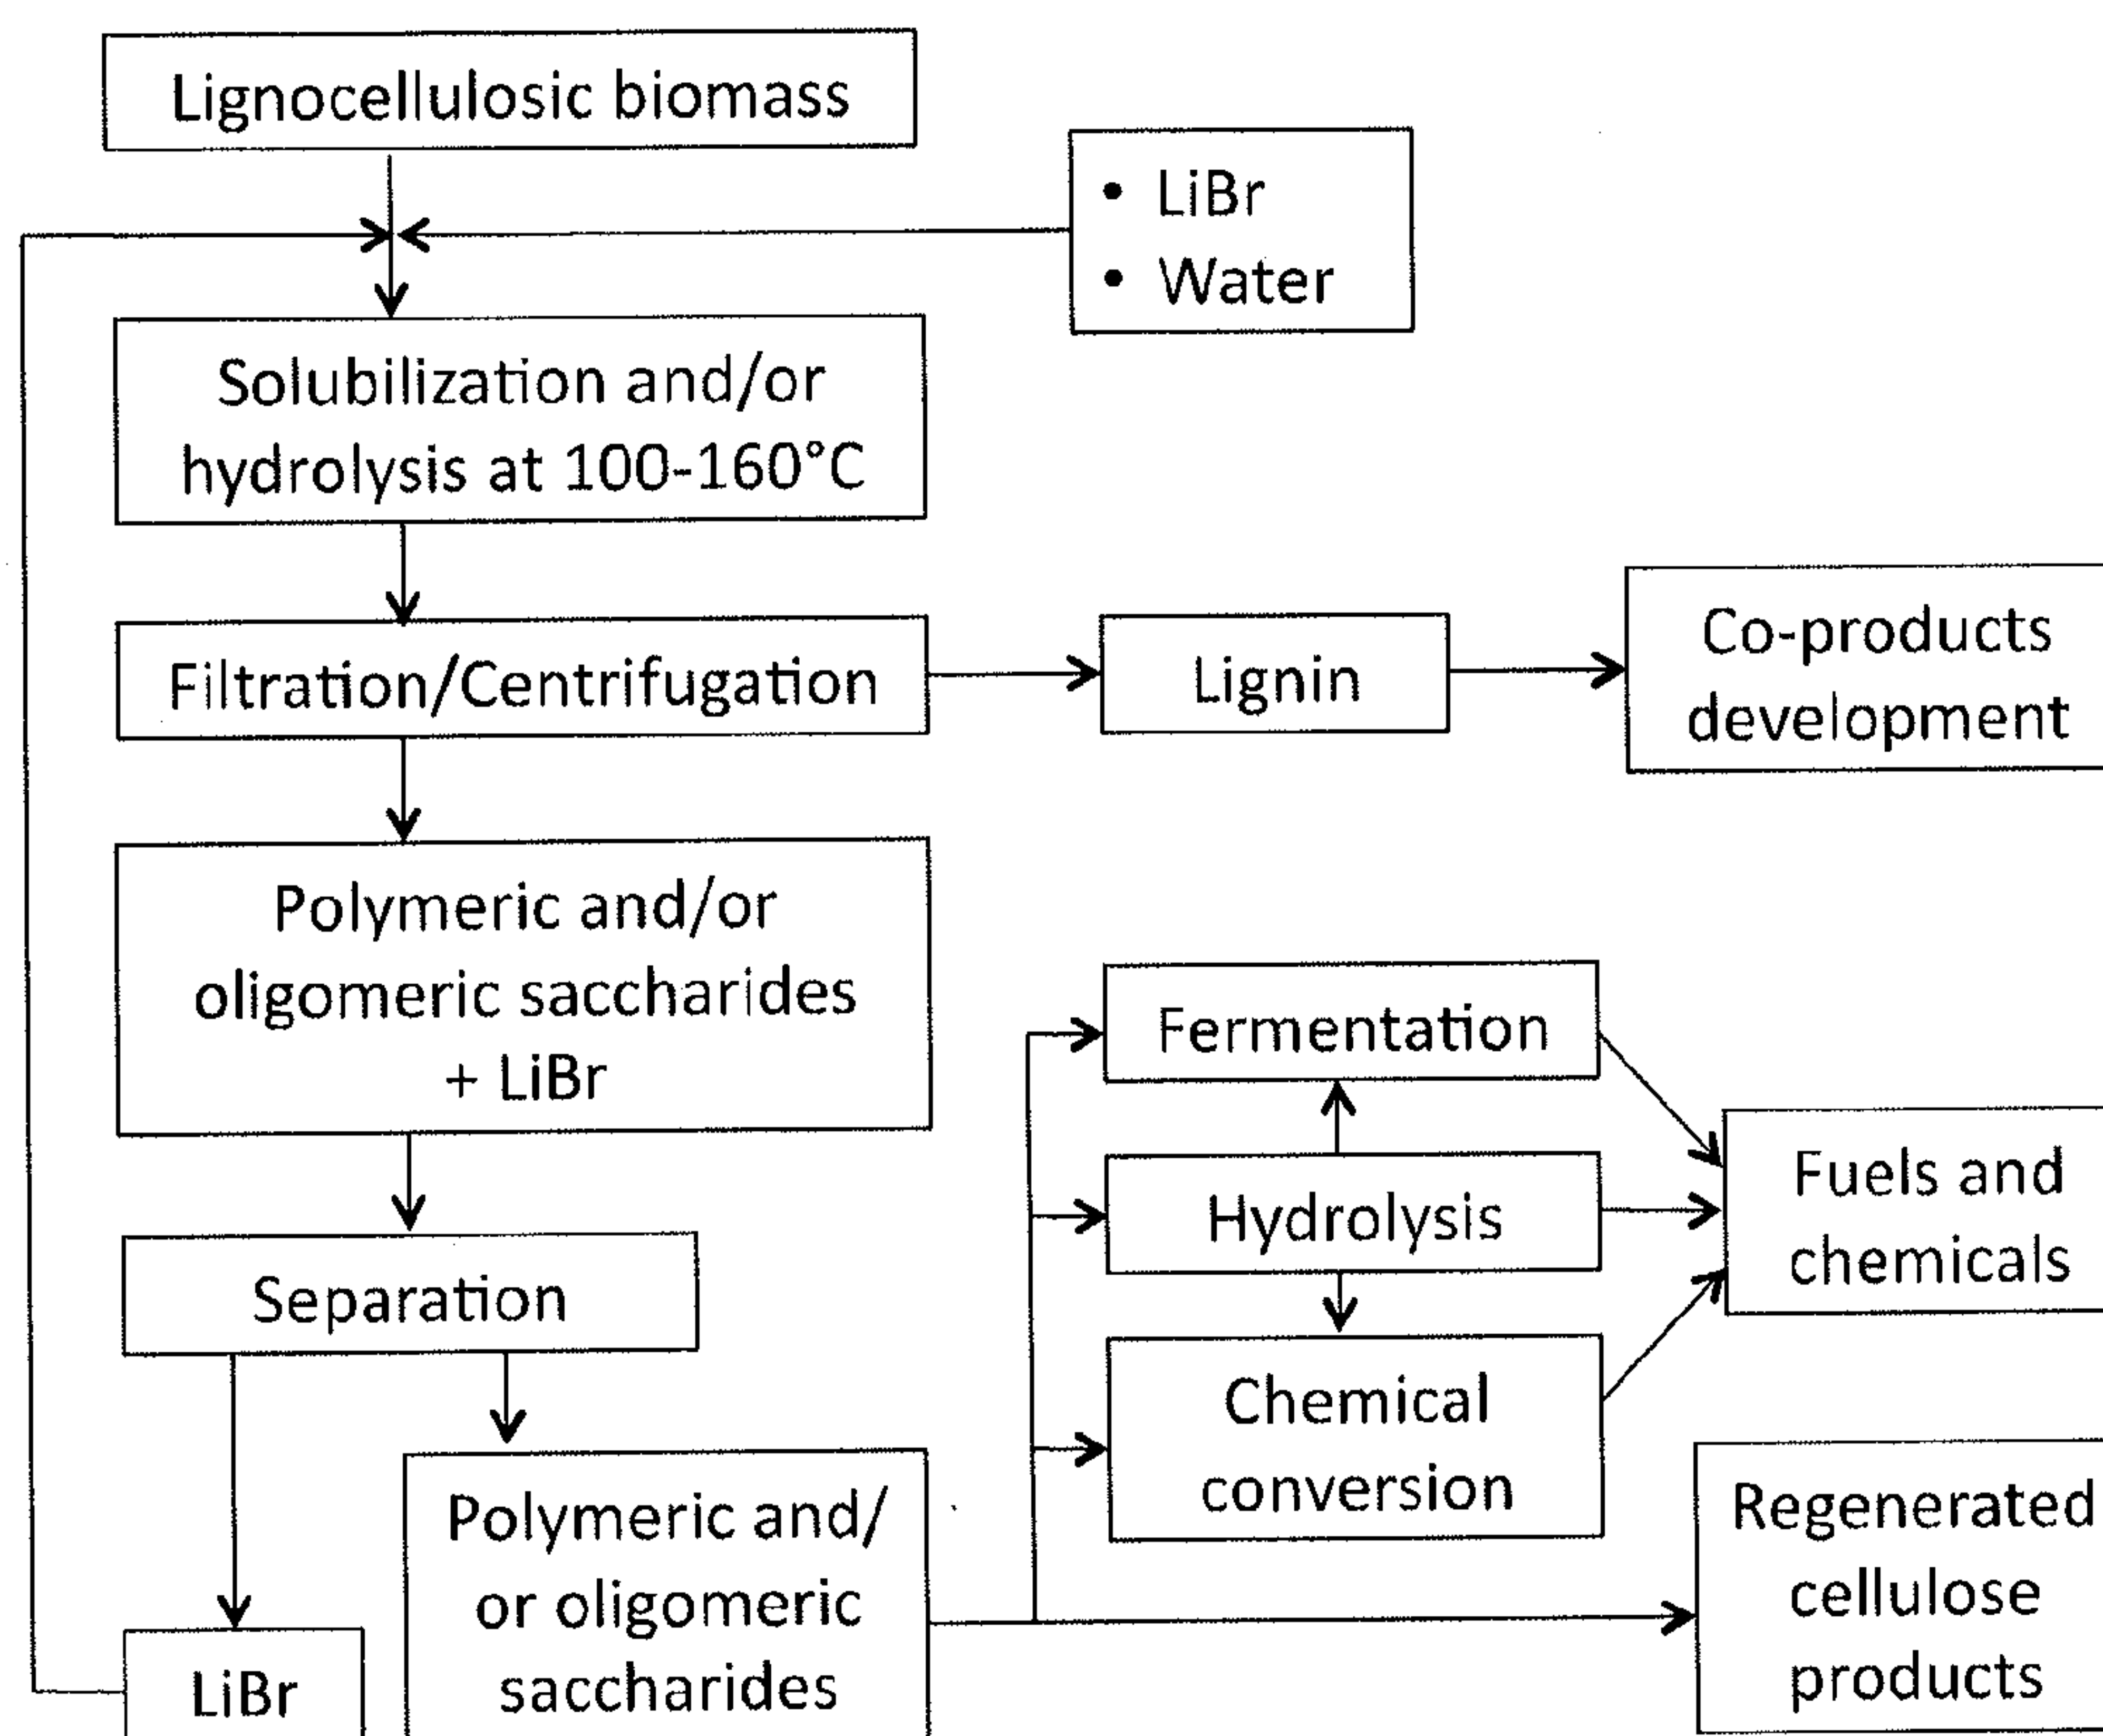 Lignocellulosic biomass
• LiBr
• Water
Solubilization and/or
hydrolysis at 100-160°C
Filtration/Centrifugation
Lignin
Co-products
development
Polymeric and/or
oligomeric saccharides
+ LiBr
Fermentation
Hydrolysis
Fuels and
chemicals
Separation
Chemical
conversion
Polymeric and/
or oligomeric
saccharides
Regenerated
cellulose
products
LiBr